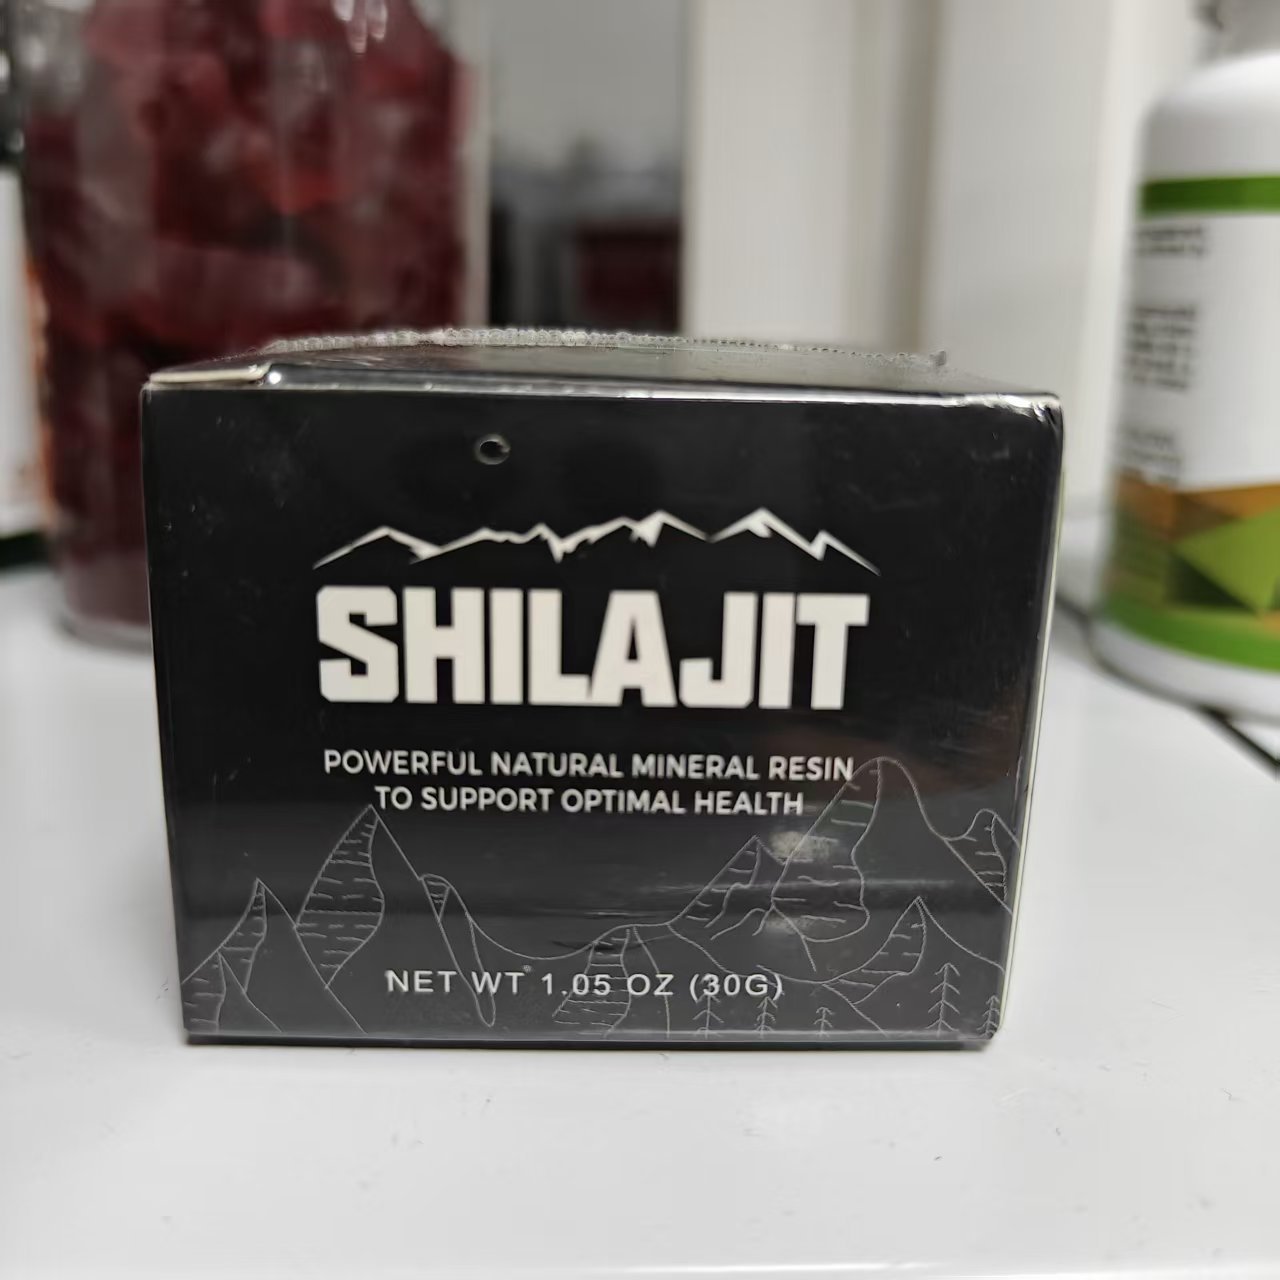 SHILAJIT
POWERFUL NATURAL MINERAL RESIN
TO SUPPORT OPTIMAL HEALTH
NET WT 1.05 OZ (30G)